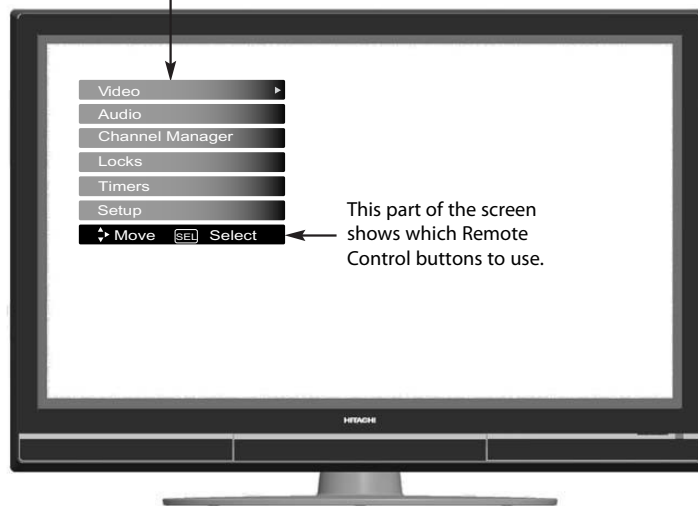 Video
Audio
Channel Manager
Locks
Timers
Setup
Move SEL Select
This part of the screen
shows which Remote
Control buttons to use.
HITACHI